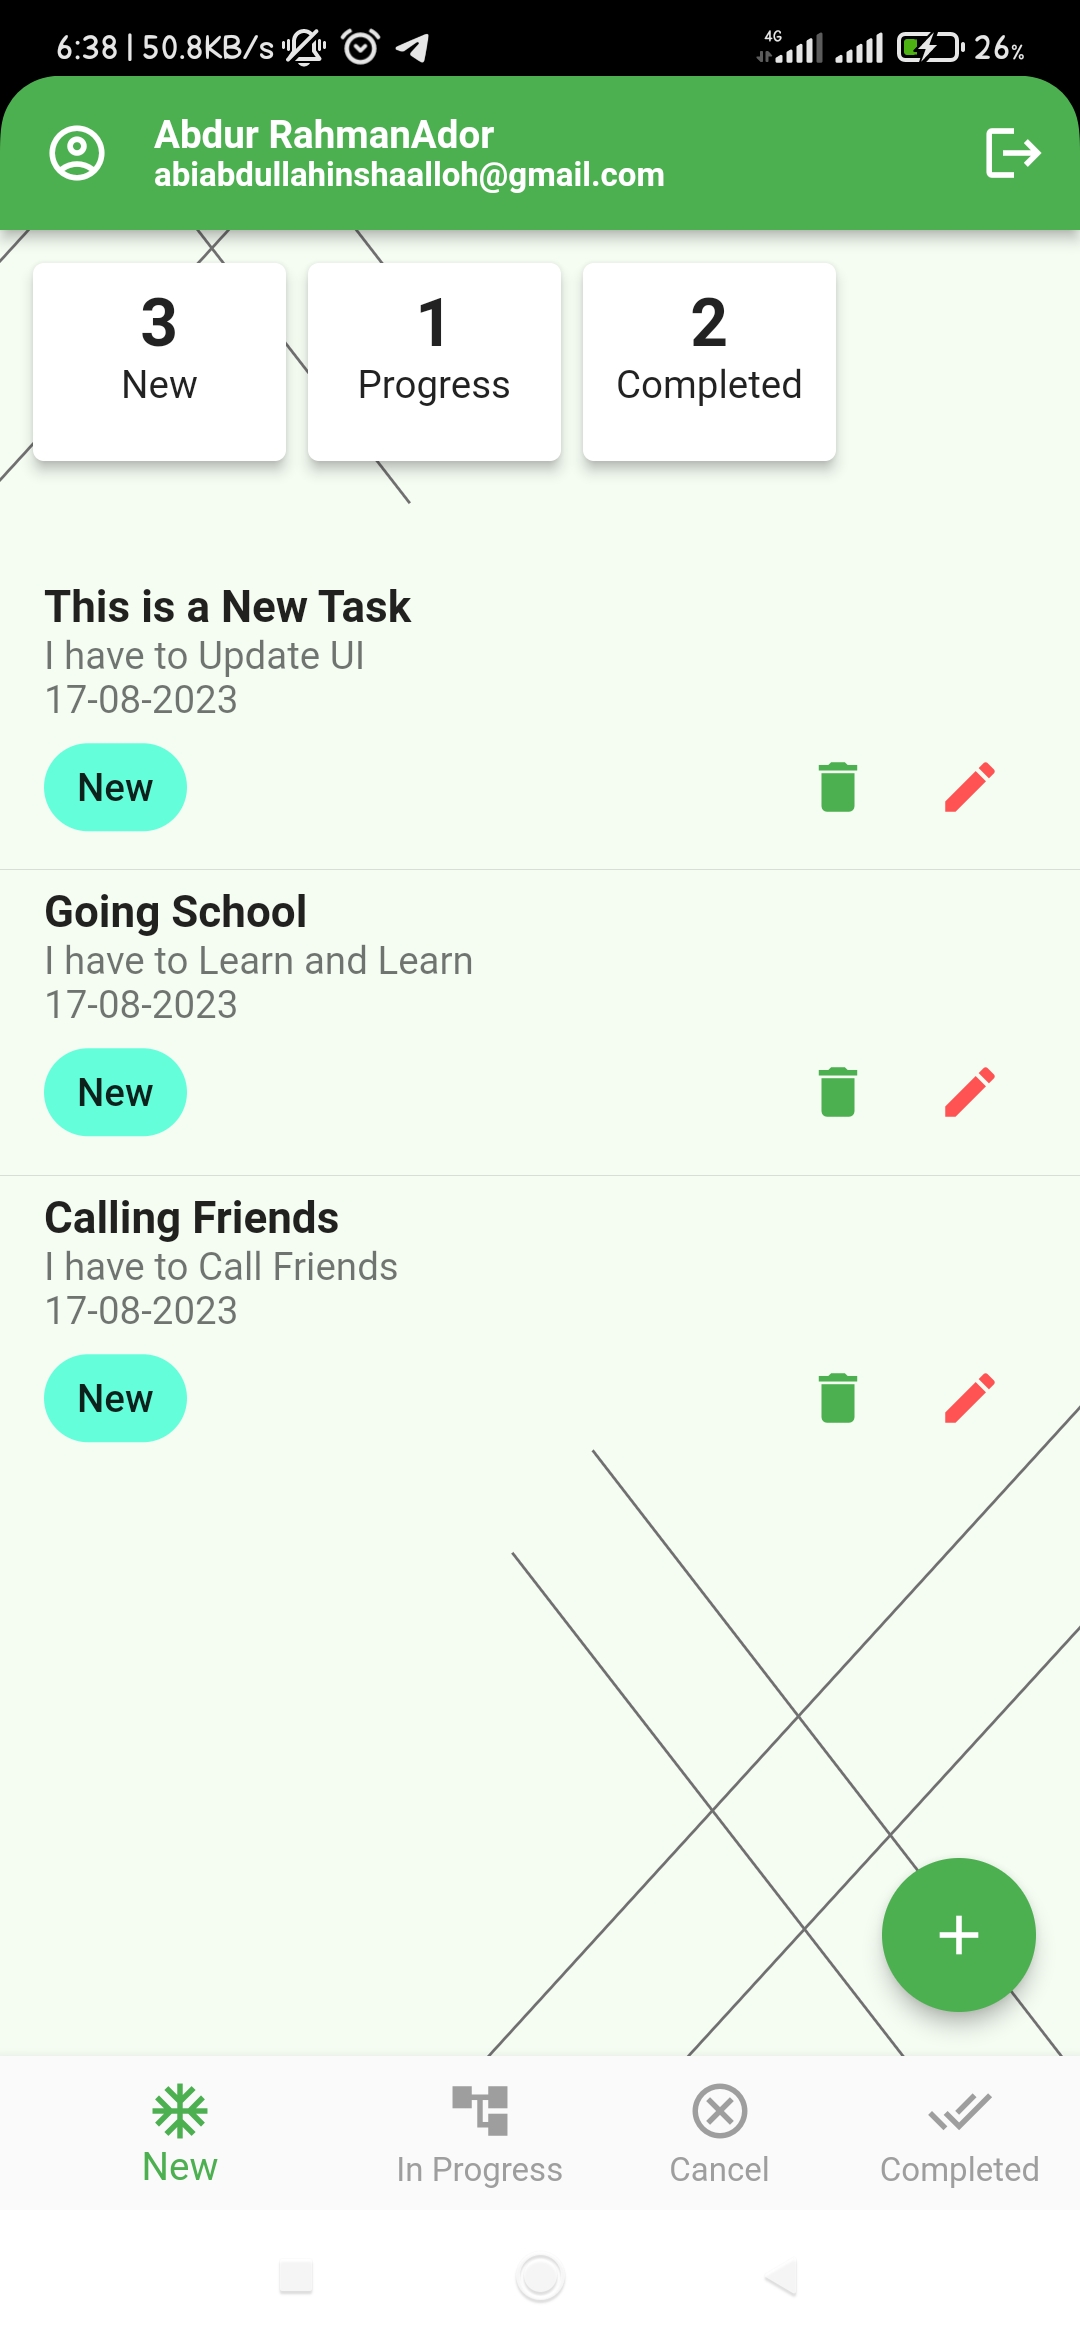 6:38 | 50.8KB/s 4G 26%
Abdur RahmanAdor
abiabdullahinshaalloh@gmail.com
3 1 2
New Progress Completed
This is a New Task
I have to Update UI
17-08-2023
New
Going School
I have to Learn and Learn
17-08-2023
New
Calling Friends
I have to Call Friends
17-08-2023
New
New In Progress Cancel Completed